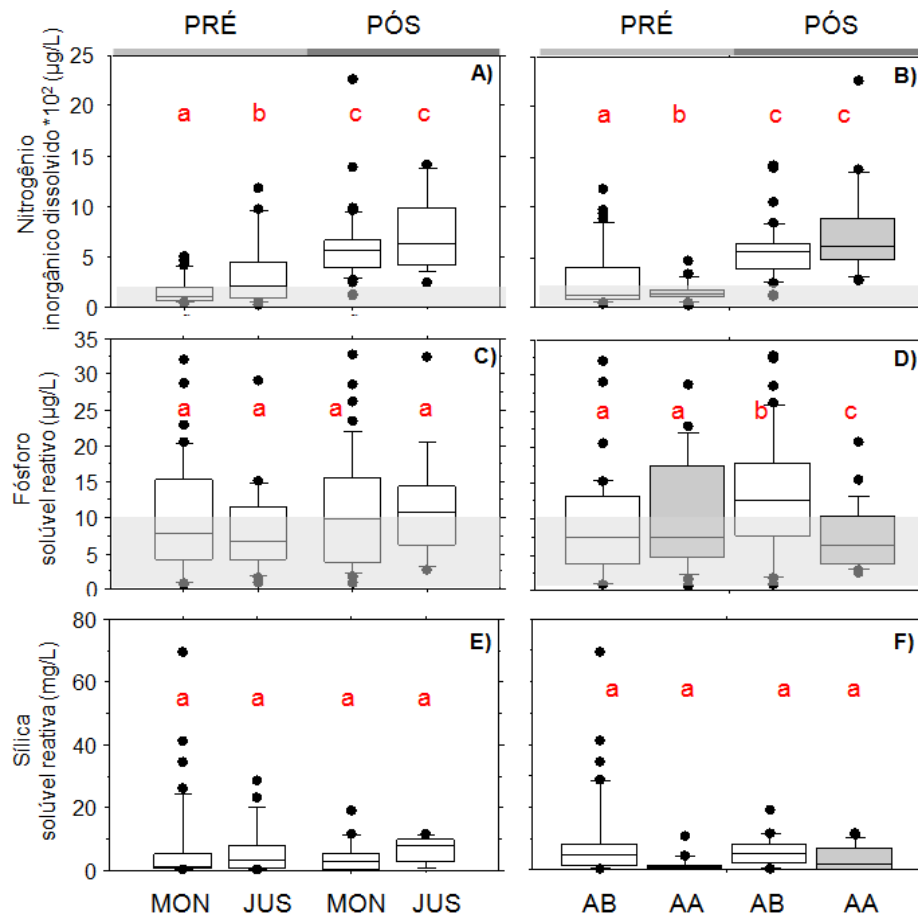 PRÉ PÓS PRÉ PÓS
Nitrogênio
inorgânico dissolvido *10² (µg/L)
25
20
15
10
5
0
A)
a b c c
B)
a b c c
Fósforo
solúvel reativo (µg/L)
35
30
25
20
15
10
5
0
C)
a a a a
D)
a a b c
Sílica
solúvel reativa (mg/L)
80
60
40
20
0
E)
a a a a
F)
a a a a
MON JUS MON JUS AB AA AB AA